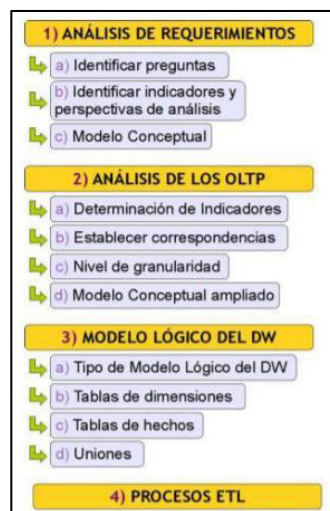 1) ANÁLISIS DE REQUERIMIENTOS
a) Identificar preguntas
b) Identificar indicadores y
perspectivas de análisis
c) Modelo Conceptual
2) ANÁLISIS DE LOS OLTP
a) Determinación de Indicadores
b) Establecer correspondencias
c) Nivel de granularidad
d) Modelo Conceptual ampliado
3) MODELO LÓGICO DEL DW
a) Tipo de Modelo Lógico del DW
b) Tablas de dimensiones
c) Tablas de hechos
d) Uniones
4) PROCESOS ETL